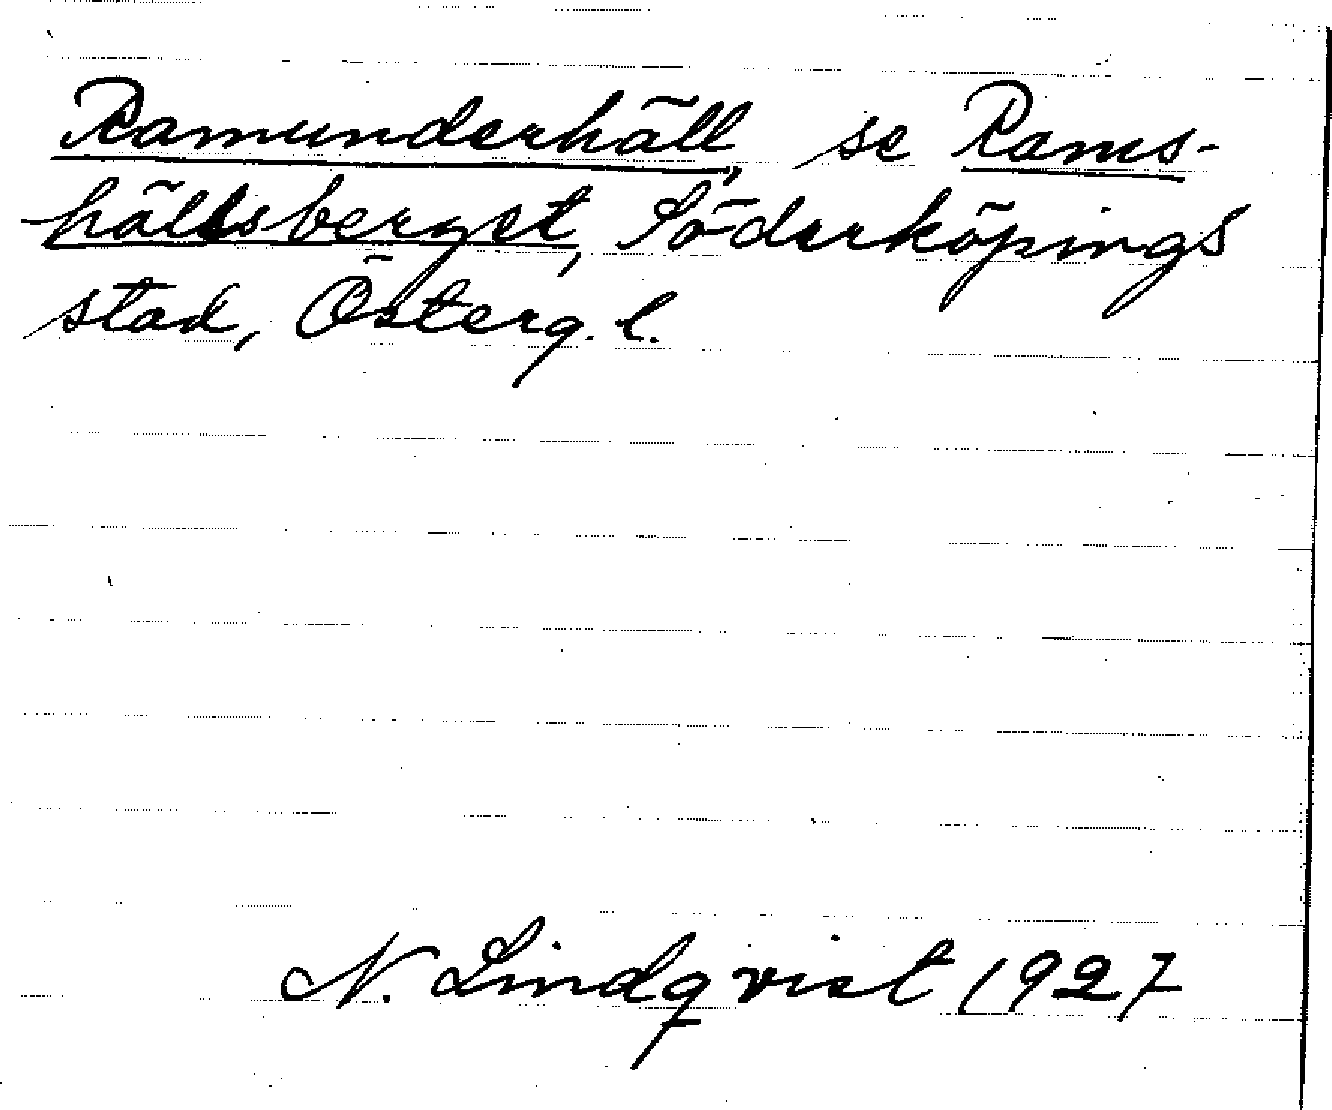 Ramunderhäll, se Rams-
hällsberget, Söderköpings
stad, Österg. l.
N. Lindqvist 1927